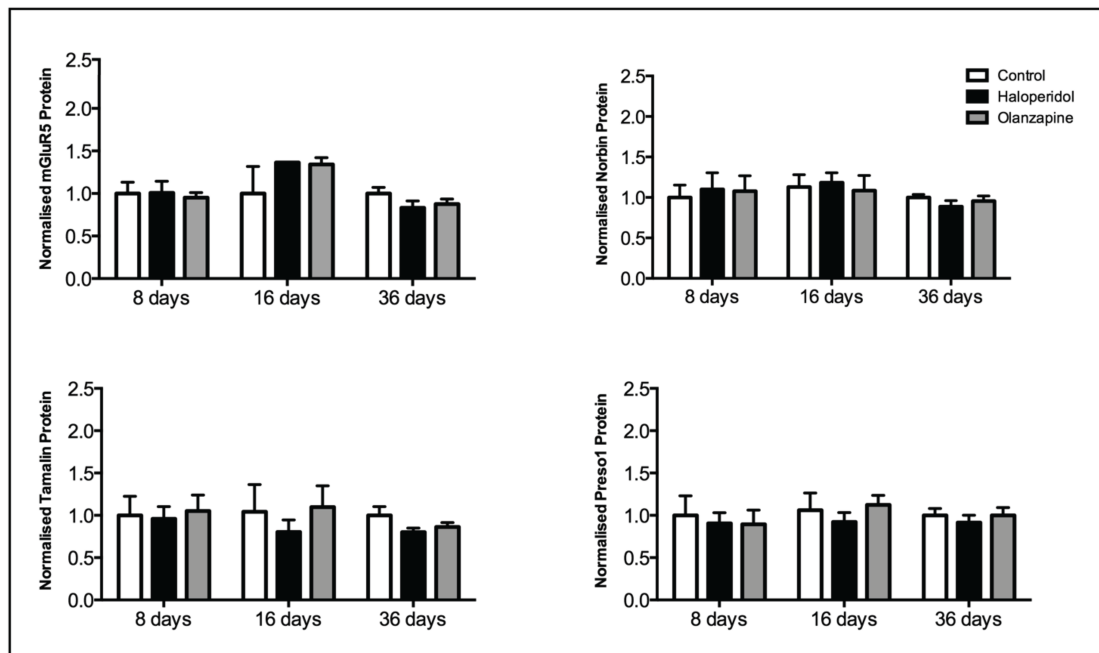 Normalised mGluR5 Protein
2.5
2.0
1.5
1.0
0.5
0.0
8 days 16 days 36 days
Normalised Norbin Protein
2.5
2.0
1.5
1.0
0.5
0.0
8 days 16 days 36 days
Control
Haloperidol
Olanzapine
Normalised Tamalin Protein
2.5
2.0
1.5
1.0
0.5
0.0
8 days 16 days 36 days
Normalised Preso1 Protein
2.5
2.0
1.5
1.0
0.5
0.0
8 days 16 days 36 days